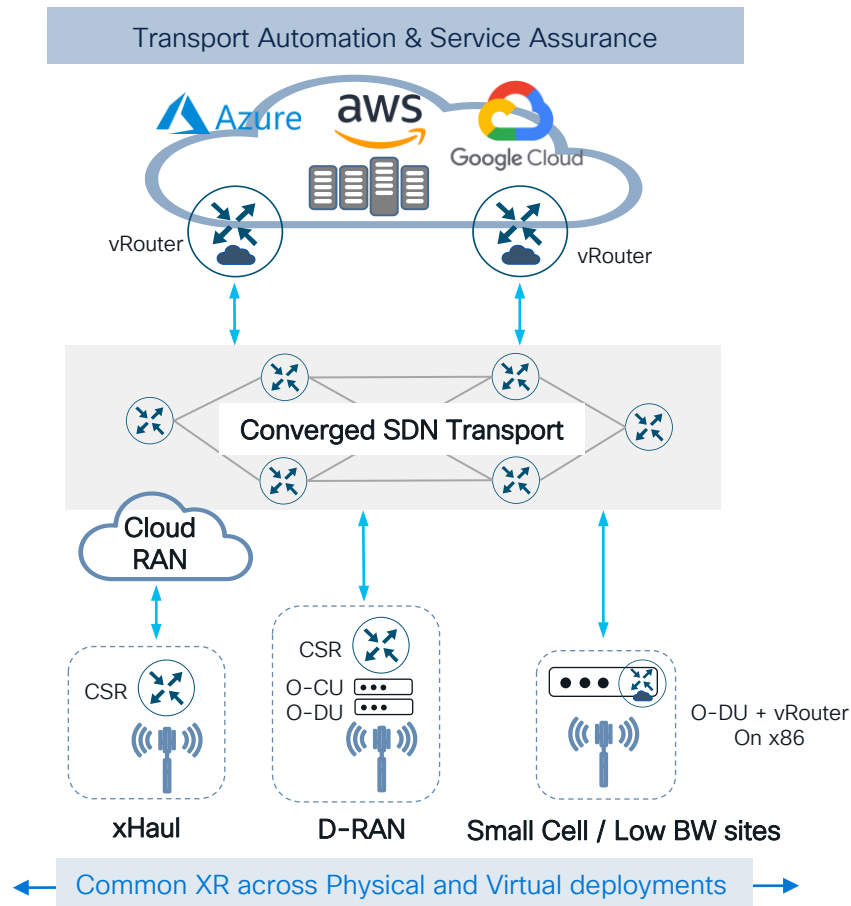 Transport Automation & Service Assurance
Azure
aws
Google Cloud
vRouter
vRouter
Converged SDN Transport
Cloud
RAN
CSR
CSR
O-CU
O-DU
O-DU + vRouter
On x86
xHaul
D-RAN
Small Cell / Low BW sites
Common XR across Physical and Virtual deployments